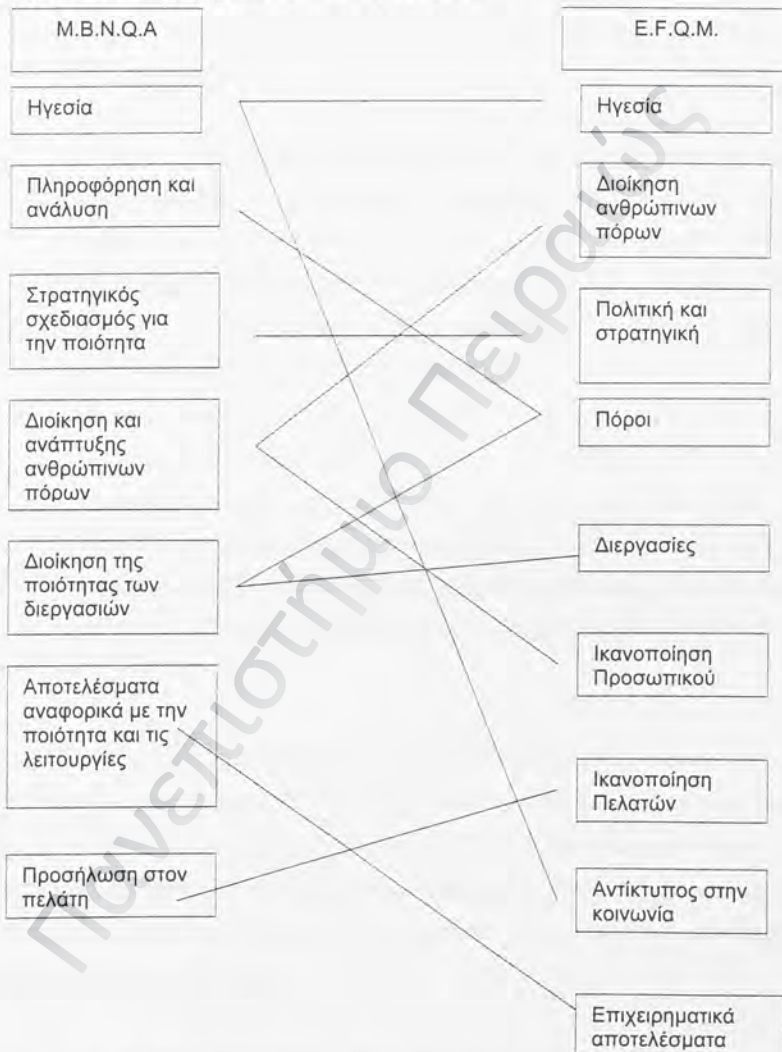 M.B.N.Q.A
Ηγεσία
Πληροφόρηση και
ανάλυση
Στρατηγικός
σχεδιασμός για
την ποιότητα
Διοίκηση και
ανάπτυξης
ανθρώπινων
πόρων
Διοίκηση της
ποιότητας των
διεργασιών
Αποτελέσματα
αναφορικά με την
ποιότητα και τις
λειτουργίες
Προσήλωση στον
πελάτη
E.F.Q.M.
Ηγεσία
Διοίκηση
ανθρώπινων
πόρων
Πολιτική και
στρατηγική
Πόροι
Διεργασίες
Ικανοποίηση
Προσωπικού
Ικανοποίηση
Πελατών
Αντίκτυπος στην
κοινωνία
Επιχειρηματικά
αποτελέσματα
Πανεπιστήμιο Πειραιώς